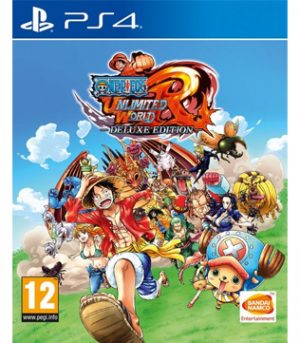 PS4
ONE PIECE
UNLIMITED
WORLD
R
DELUXE EDITION
12
www.pegi.info
BANDAI
NAMCO
Entertainment